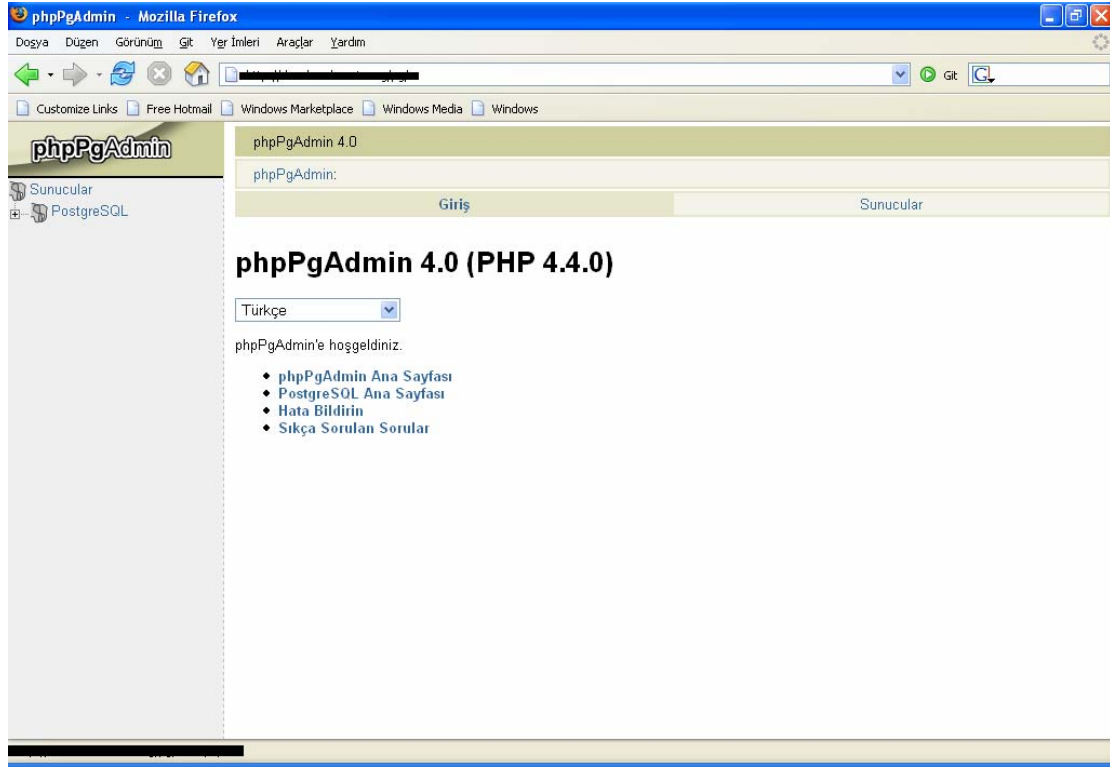 phpPgAdmin - Mozilla Firefox
Dosya Düzen Görünüm Git Yer İmleri Araçlar Yardım
Git G
Customize Links Free Hotmail Windows Marketplace Windows Media Windows
phpPgAdmin
Sunucular
PostgreSQL
phpPgAdmin 4.0
phpPgAdmin:
Giriş Sunucular
phpPgAdmin 4.0 (PHP 4.4.0)
Türkçe
phpPgAdmin'e hoşgeldiniz.
phpPgAdmin Ana Sayfası
PostgreSQL Ana Sayfası
Hata Bildirin
Sıkça Sorulan Sorular